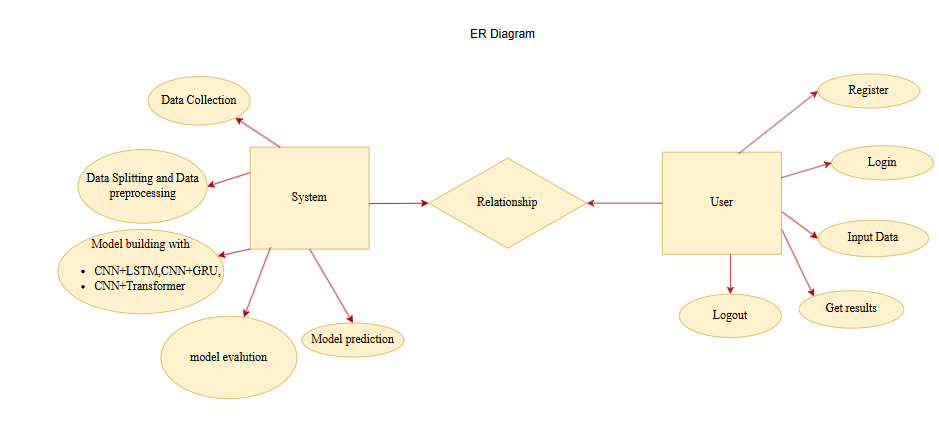 ER Diagram
Data Collection
Data Splitting and Data
preprocessing
Model building with
• CNN+LSTM,CNN+GRU,
• CNN+Transformer
model evalution
Model prediction
System
Relationship
User
Register
Login
Input Data
Get results
Logout